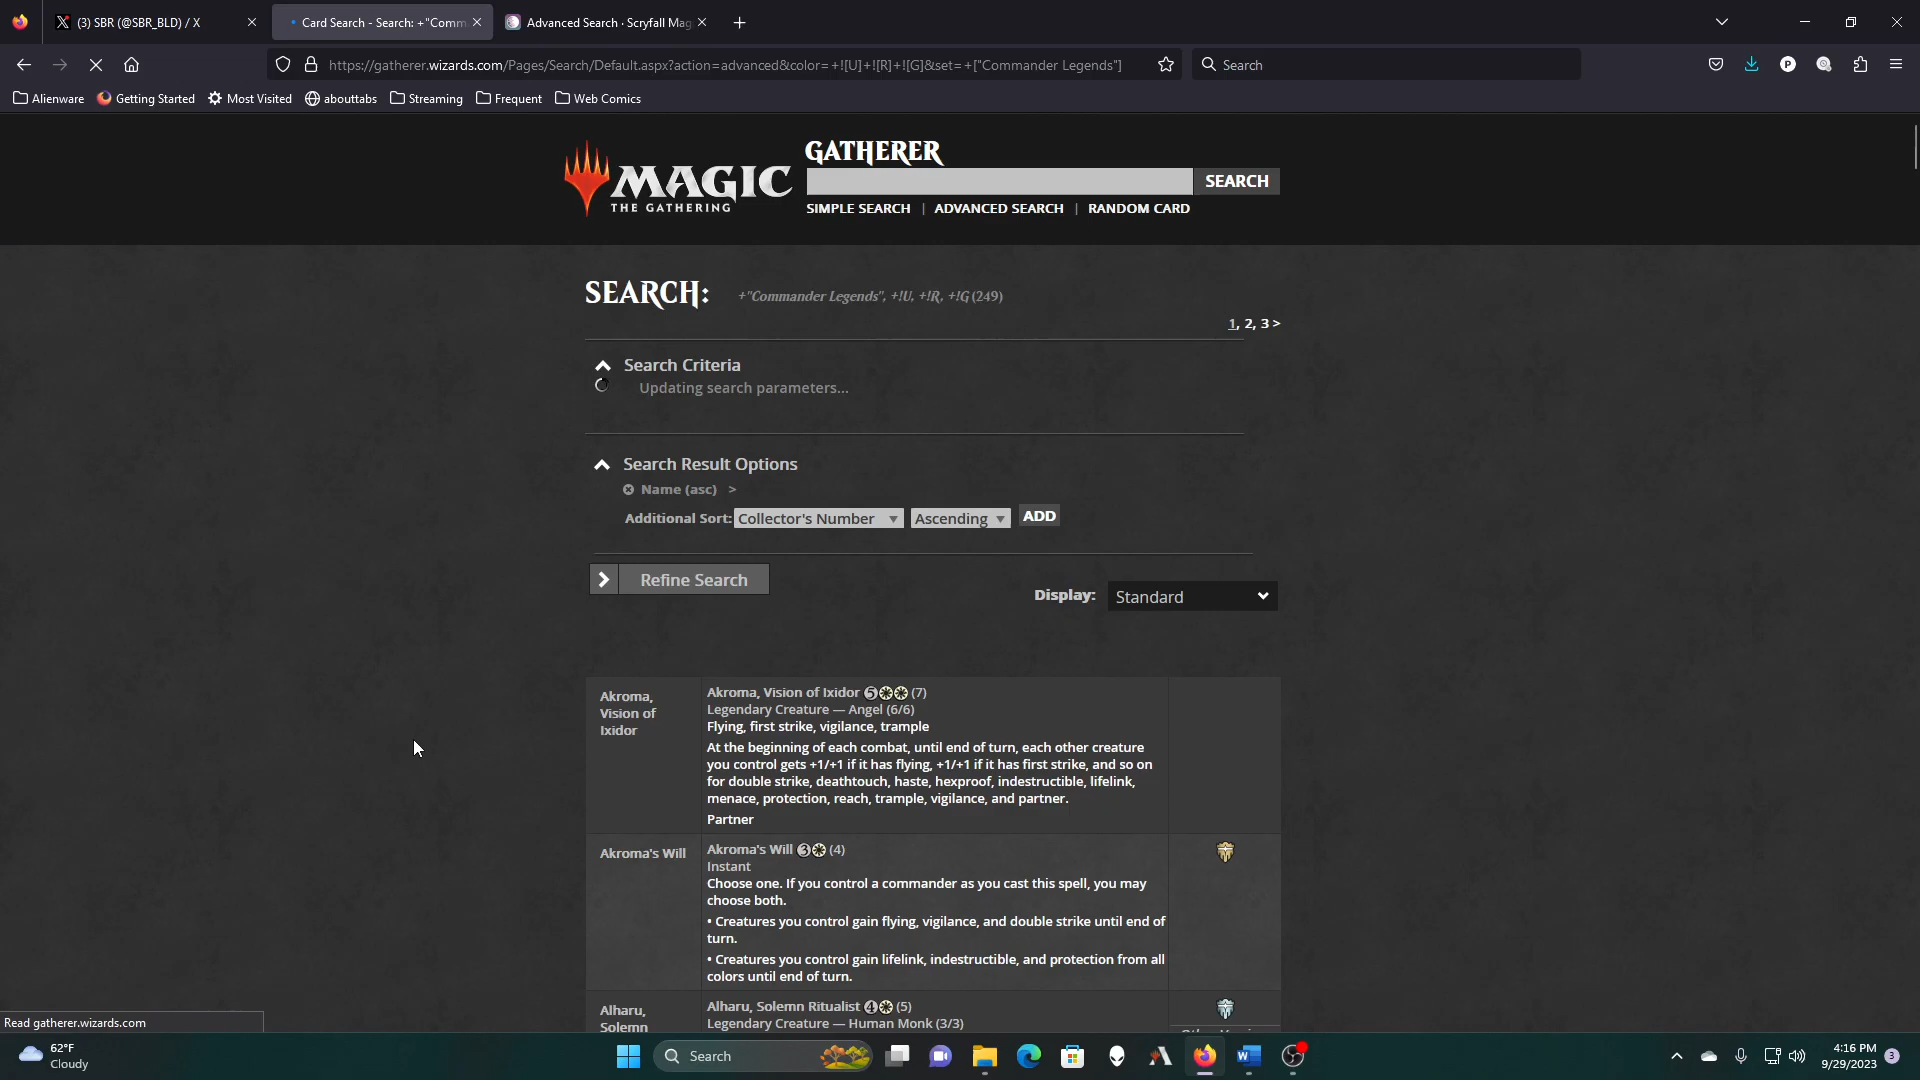 (3) SBR (@SBR_BLD) / X
Card Search - Search: +"Comm
Advanced Search · Scryfall Mag
https://gatherer.wizards.com/Pages/Search/Default.aspx?action=advanced&color=+![U]+![R]+![G]&set=+["Commander Legends"]
Search
Alienware
Getting Started
Most Visited
abouttabs
Streaming
Frequent
Web Comics
MAGIC
THE GATHERING
GATHERER
SEARCH
SIMPLE SEARCH | ADVANCED SEARCH | RANDOM CARD
SEARCH: +"Commander Legends", +!U, +!R, +!G (249)
1, 2, 3 >
Search Criteria
Updating search parameters...
Search Result Options
Name (asc) >
Additional Sort: Collector's Number Ascending ADD
Refine Search
Display: Standard
Akroma,
Vision of
Ixidor
Akroma, Vision of Ixidor 5 (7)
Legendary Creature — Angel (6/6)
Flying, first strike, vigilance, trample
At the beginning of each combat, until end of turn, each other creature
you control gets +1/+1 if it has flying, +1/+1 if it has first strike, and so on
for double strike, deathtouch, haste, hexproof, indestructible, lifelink,
menace, protection, reach, trample, vigilance, and partner.
Partner
Akroma's Will
Akroma's Will 3 (4)
Instant
Choose one. If you control a commander as you cast this spell, you may
choose both.
• Creatures you control gain flying, vigilance, and double strike until end of
turn.
• Creatures you control gain lifelink, indestructible, and protection from all
colors until end of turn.
Alharu,
Solemn
Alharu, Solemn Ritualist 4 (5)
Legendary Creature — Human Monk (3/3)
Read gatherer.wizards.com
62°F
Cloudy
Search
4:16 PM
9/29/2023
3